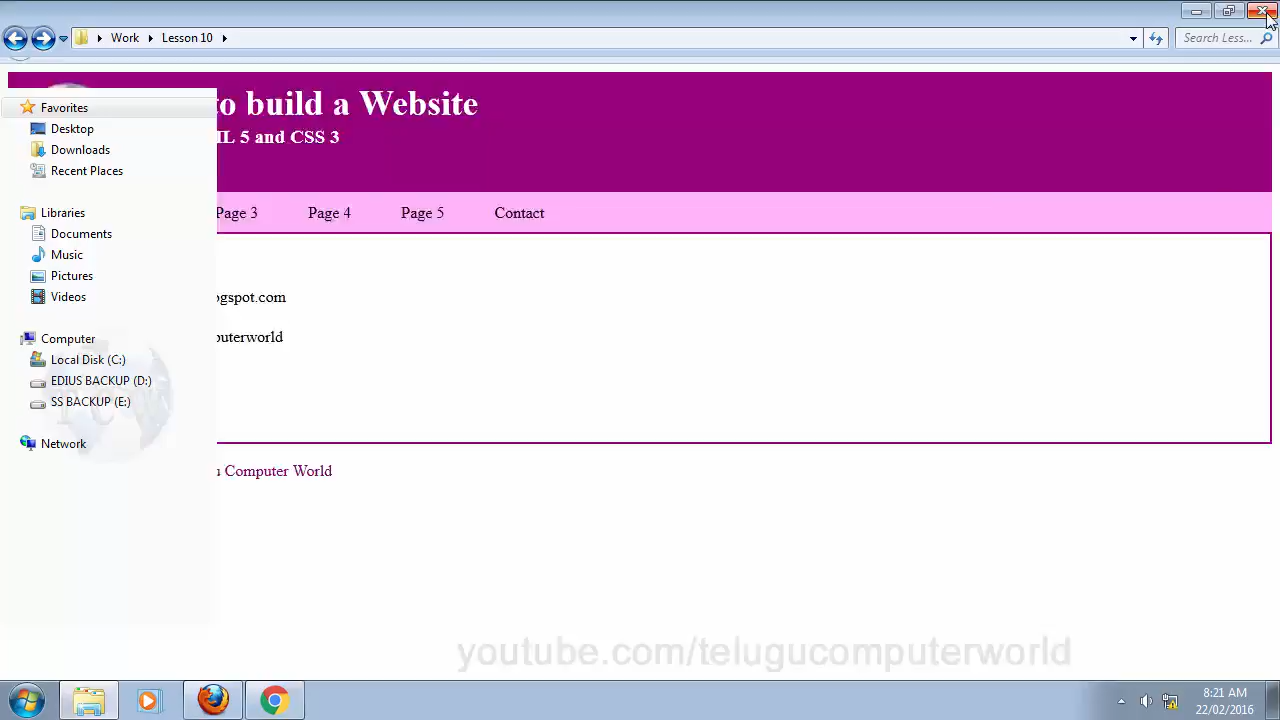 Work
Lesson 10
Search Less...
to build a Website
Favorites
Desktop
IL 5 and CSS 3
Downloads
Recent Places
Libraries
Page 3
Page 4
Page 5
Contact
Documents
Music
Pictures
Videos
ogspot.com
Computer
puterworld
Local Disk (C:)
EDIUS BACKUP (D:)
SS BACKUP (E:)
Network
u Computer World
youtube.com/telugucomputerworld
8:21 AM
22/02/2016